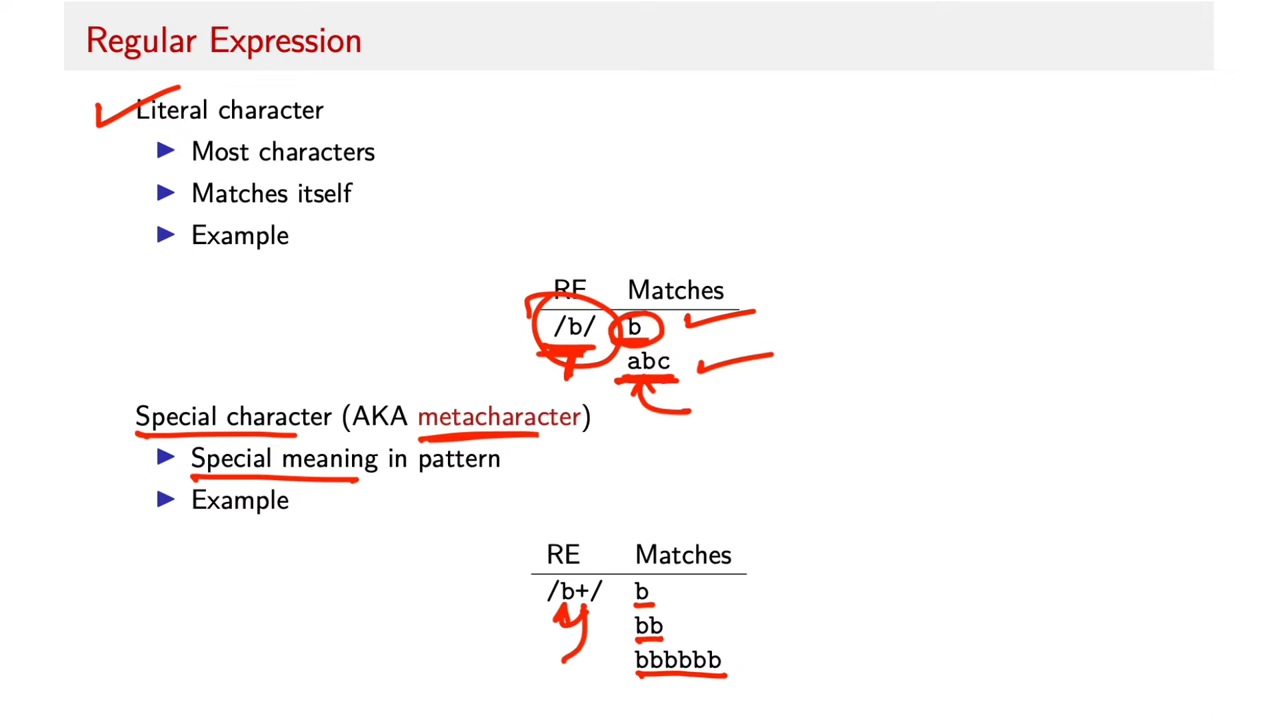 Regular Expression
Literal character
▶ Most characters
▶ Matches itself
▶ Example
RE Matches
/b/ b
abc
Special character (AKA metacharacter)
▶ Special meaning in pattern
▶ Example
RE Matches
/b+/ b
bb
bbbbbb